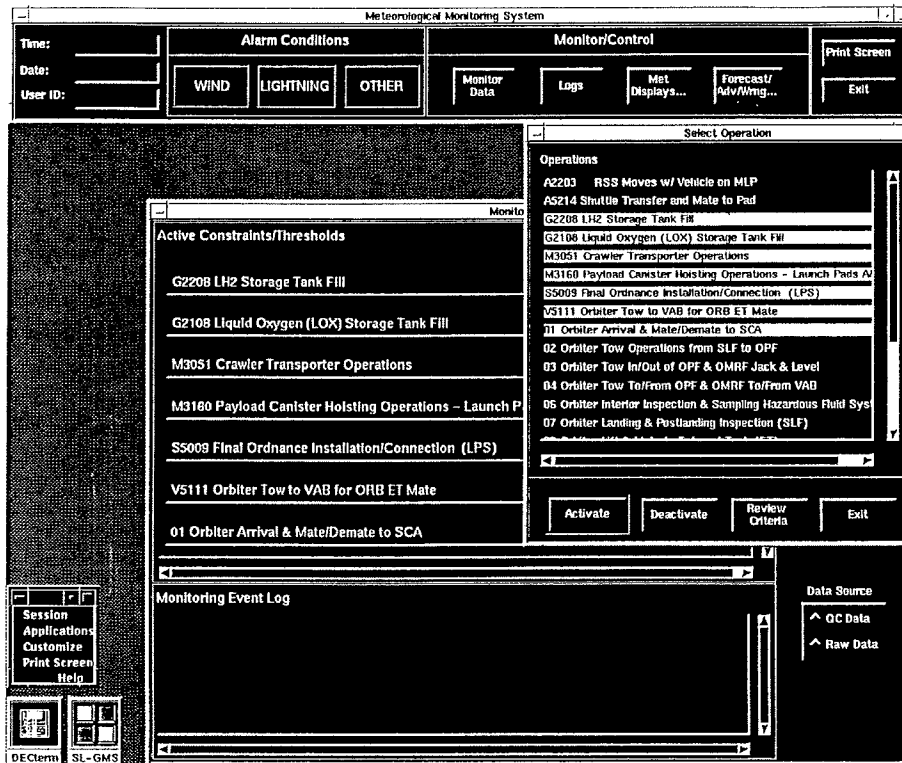 Meteorological Monitoring System
Time:
Date:
User ID:
Alarm Conditions
WIND
LIGHTNING
OTHER
Monitor/Control
Monitor Data
Logs
Met Displays...
Forecast/ Adv/Wrng...
Print Screen
Exit
Select Operation
Operations
A2203 RSS Moves w/ Vehicle on MLP
A5214 Shuttle Transfer and Mate to Pad
G2208 LH2 Storage Tank Fill
G2108 Liquid Oxygen (LOX) Storage Tank Fill
M3051 Crawler Transporter Operations
M3160 Payload Canister Hoisting Operations - Launch Pads A/
S5009 Final Ordnance Installation/Connection (LPS)
V5111 Orbiter Tow to VAB for ORB ET Mate
01 Orbiter Arrival & Mate/Demate to SCA
02 Orbiter Tow Operations from SLF to OPF
03 Orbiter Tow In/Out of OPF & OMRF Jack & Level
04 Orbiter Tow To/From OPF & OMRF To/From VAB
05 Orbiter Interior Inspection & Sampling Hazardous Fluid Syst
07 Orbiter Landing & Postlanding Inspection (SLF)
Activate
Deactivate
Review Criteria
Exit
Monito
Active Constraints/Thresholds
G2208 LH2 Storage Tank Fill
G2108 Liquid Oxygen (LOX) Storage Tank Fill
M3051 Crawler Transporter Operations
M3160 Payload Canister Hoisting Operations - Launch P
S5009 Final Ordnance Installation/Connection (LPS)
V5111 Orbiter Tow to VAB for ORB ET Mate
01 Orbiter Arrival & Mate/Demate to SCA
Monitoring Event Log
Data Source
QC Data
Raw Data
Session
Applications
Customize
Print Screen
Help
DECterm
SL-GMS